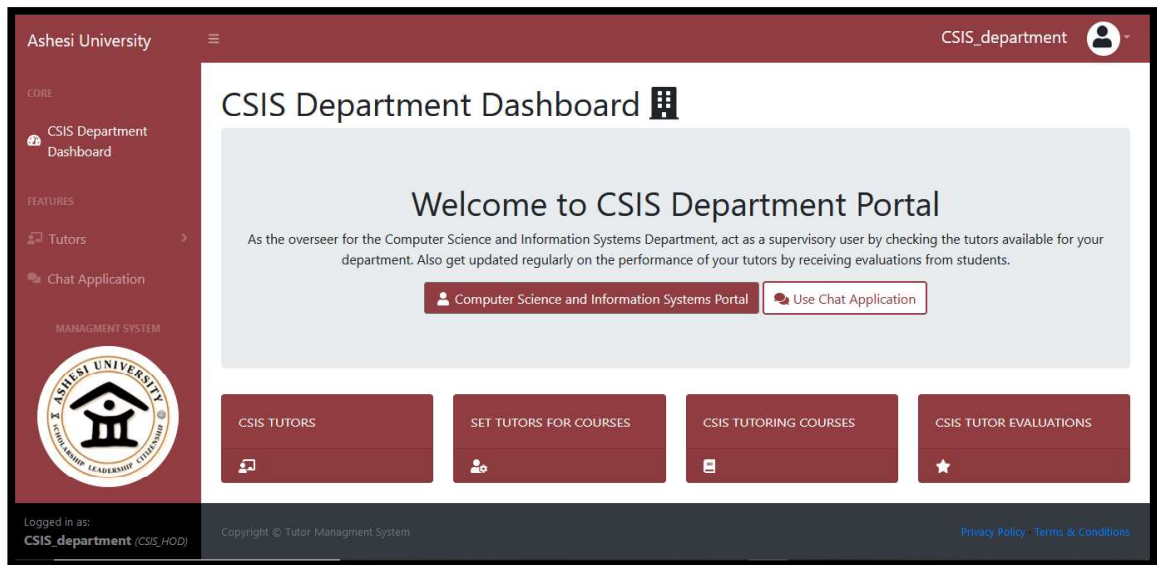 Ashesi University
CSIS_department
CORE
CSIS Department
Dashboard
FEATURES
Tutors
Chat Application
MANAGMENT SYSTEM
ASHESI UNIVERSITY
SCHOLARSHIP LEADERSHIP CITIZENSHIP
Logged in as:
CSIS_department (CSIS_HOD)
CSIS Department Dashboard
Welcome to CSIS Department Portal
As the overseer for the Computer Science and Information Systems Department, act as a supervisory user by checking the tutors available for your
department. Also get updated regularly on the performance of your tutors by receiving evaluations from students.
Computer Science and Information Systems Portal
Use Chat Application
CSIS TUTORS
SET TUTORS FOR COURSES
CSIS TUTORING COURSES
CSIS TUTOR EVALUATIONS
Copyright © Tutor Managment System
Privacy Policy · Terms & Conditions